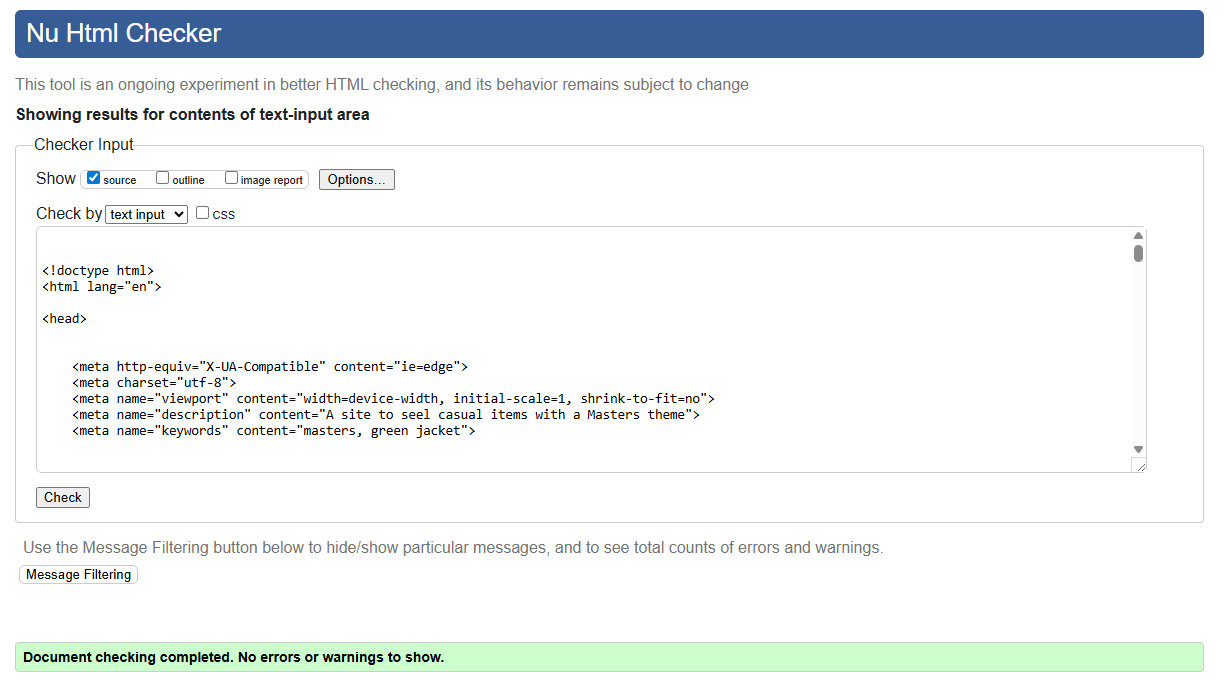 Nu Html Checker
This tool is an ongoing experiment in better HTML checking, and its behavior remains subject to change
Showing results for contents of text-input area
Checker Input
Show source outline image report Options...
Check by text input css
<!doctype html>
<html lang="en">
<head>
<meta http-equiv="X-UA-Compatible" content="ie=edge">
<meta charset="utf-8">
<meta name="viewport" content="width=device-width, initial-scale=1, shrink-to-fit=no">
<meta name="description" content="A site to seel casual items with a Masters theme">
<meta name="keywords" content="masters, green jacket">
Check
Use the Message Filtering button below to hide/show particular messages, and to see total counts of errors and warnings.
Message Filtering
Document checking completed. No errors or warnings to show.